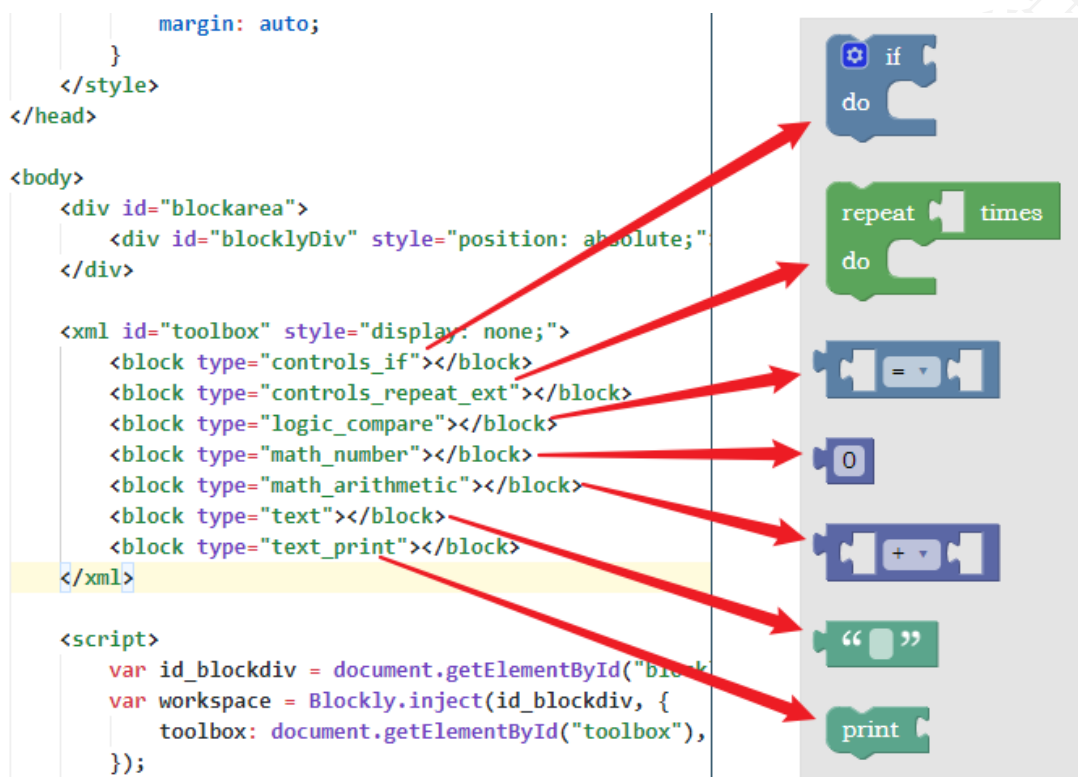 margin: auto;
}
</style>
</head>
<body>
<div id="blockarea">
<div id="blocklyDiv" style="position: absolute;"
</div>
<xml id="toolbox" style="display: none;">
<block type="controls_if"></block>
<block type="controls_repeat_ext"></block>
<block type="logic_compare"></block>
<block type="math_number"></block>
<block type="math_arithmetic"></block>
<block type="text"></block>
<block type="text_print"></block>
</xml>
<script>
var id_blockdiv = document.getElementById("block
var workspace = Blockly.inject(id_blockdiv, {
toolbox: document.getElementById("toolbox"),
});
if
do
repeat times
do
=
0
+
“ ”
print